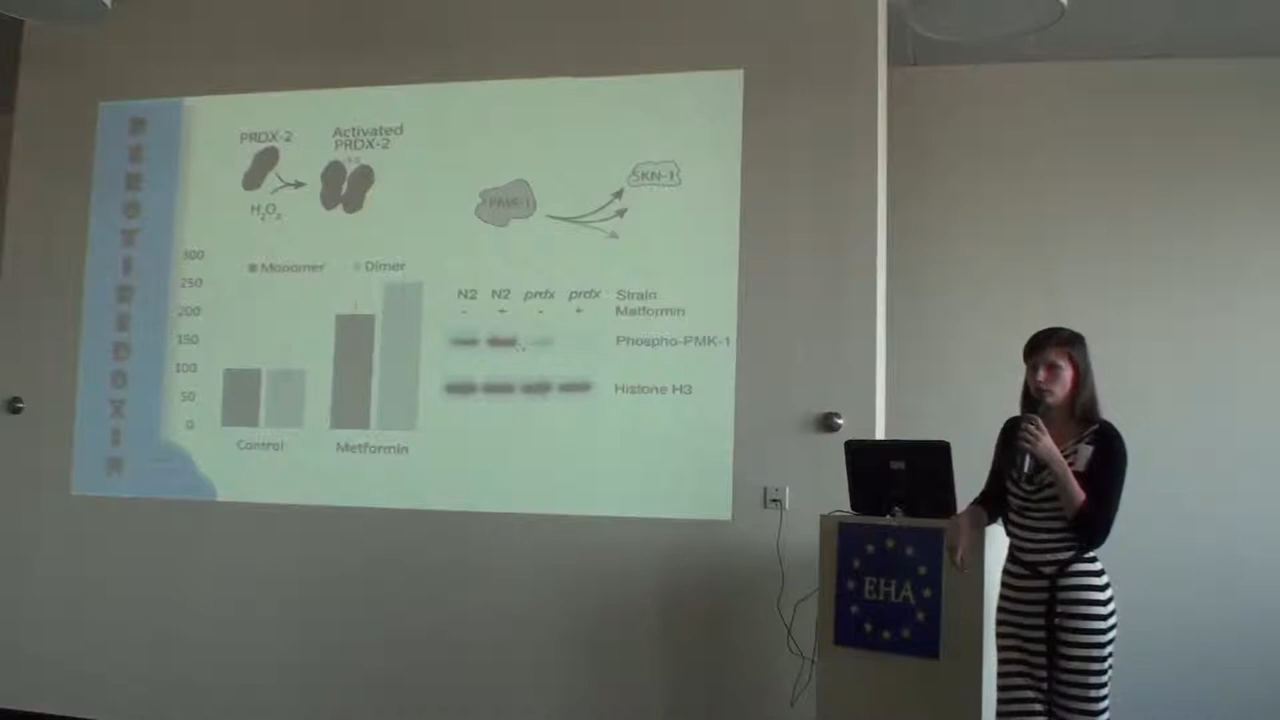 PEROTIREDOXIN
PRDX-2
Activated
PRDX-2
H₂O₂
PMK-1
SKN-1
300
250
200
150
100
50
0
Monomer
Dimer
Control
Metformin
N2 N2 prdx prdx Strain
- + - + Metformin
Phospho-PMK-1
Histone H3
EHA